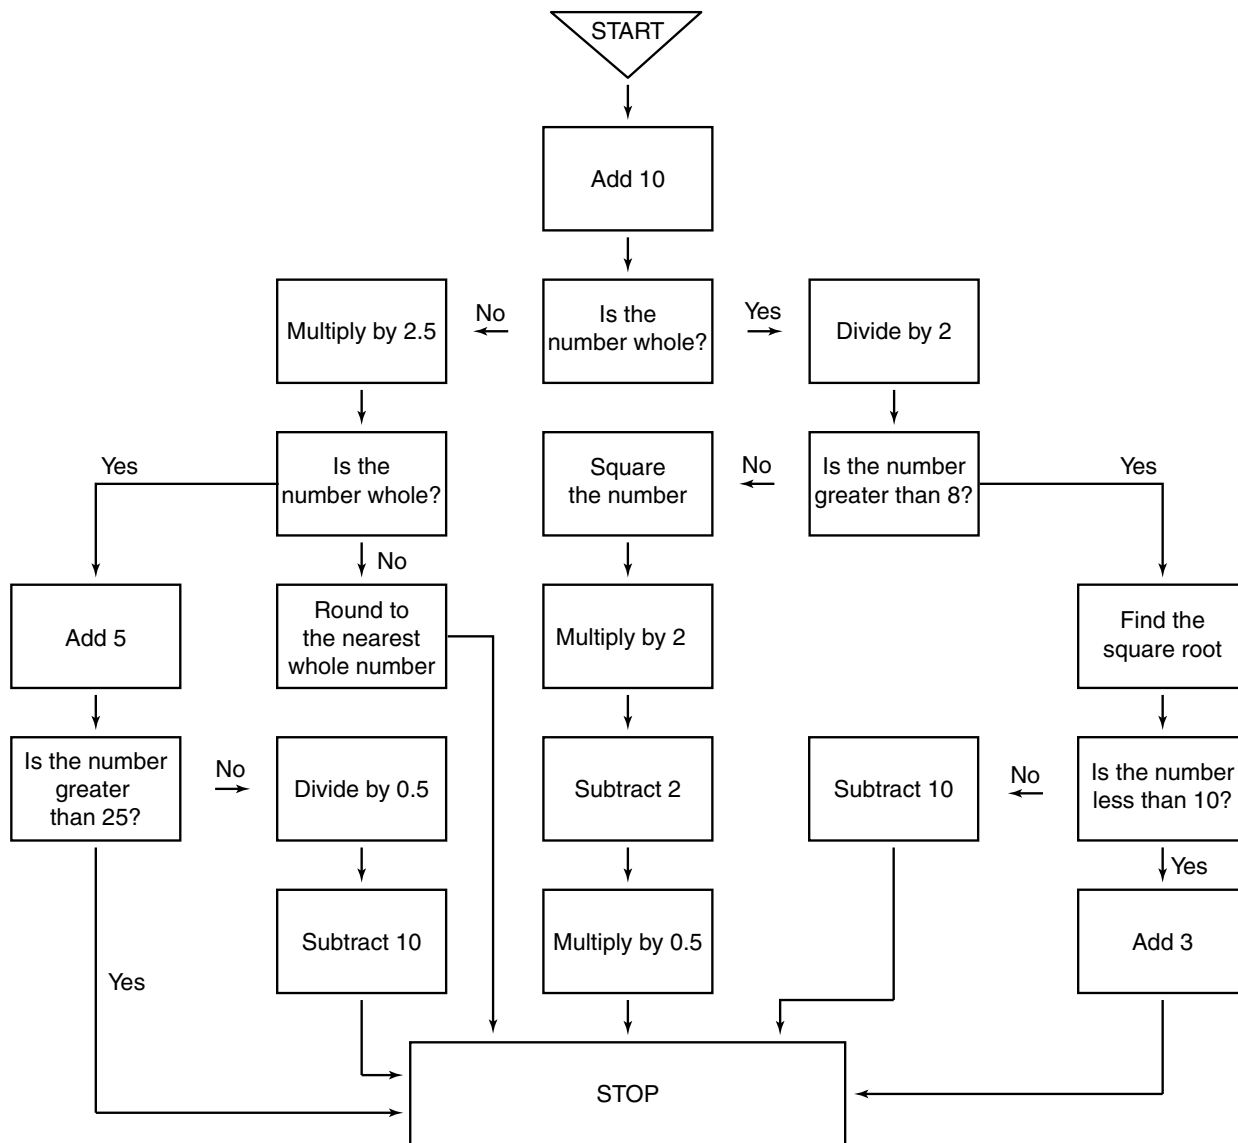 START
Add 10
Multiply by 2.5
No
Is the
number whole?
Yes
Divide by 2
Yes
Is the
number whole?
Square
the number
No
Is the number
greater than 8?
Yes
No
Add 5
Round to
the nearest
whole number
Multiply by 2
Find the
square root
Is the number
greater
than 25?
No
Divide by 0.5
Subtract 2
Subtract 10
No
Is the number
less than 10?
Yes
Yes
Subtract 10
Multiply by 0.5
Add 3
STOP